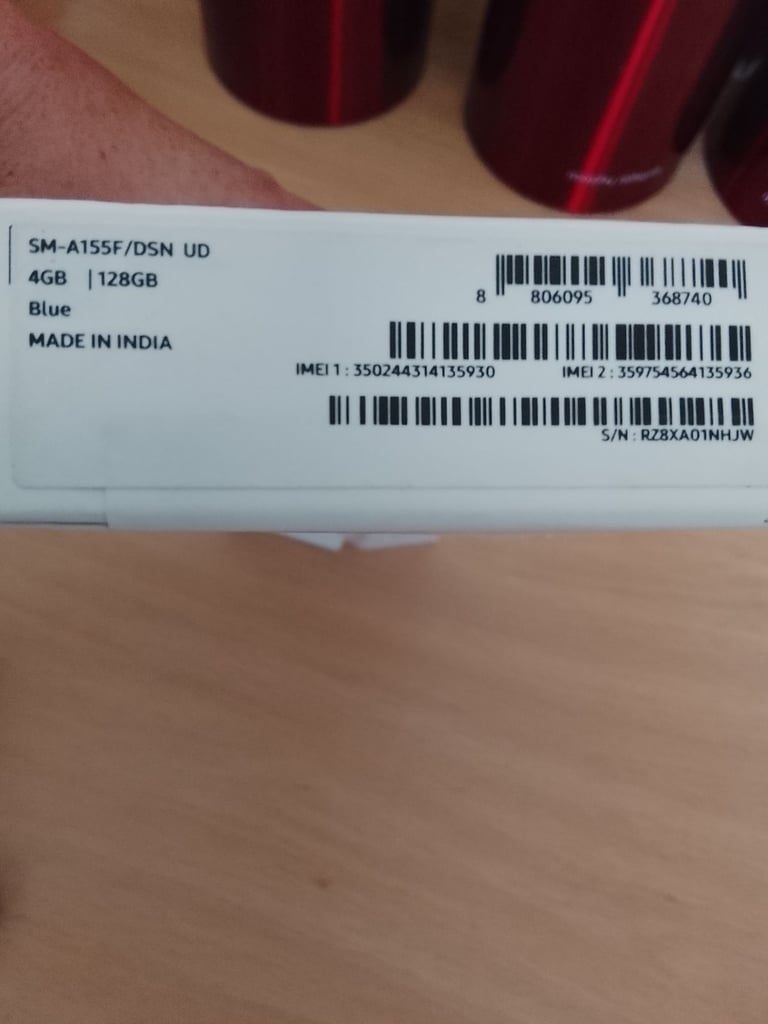 SM-A155F/DSN UD
4GB | 128GB
Blue
MADE IN INDIA
8 806095 368740
IMEI 1 : 350244314135930 IMEI 2 : 359754564135936
S/N : RZ8XA01NHJW